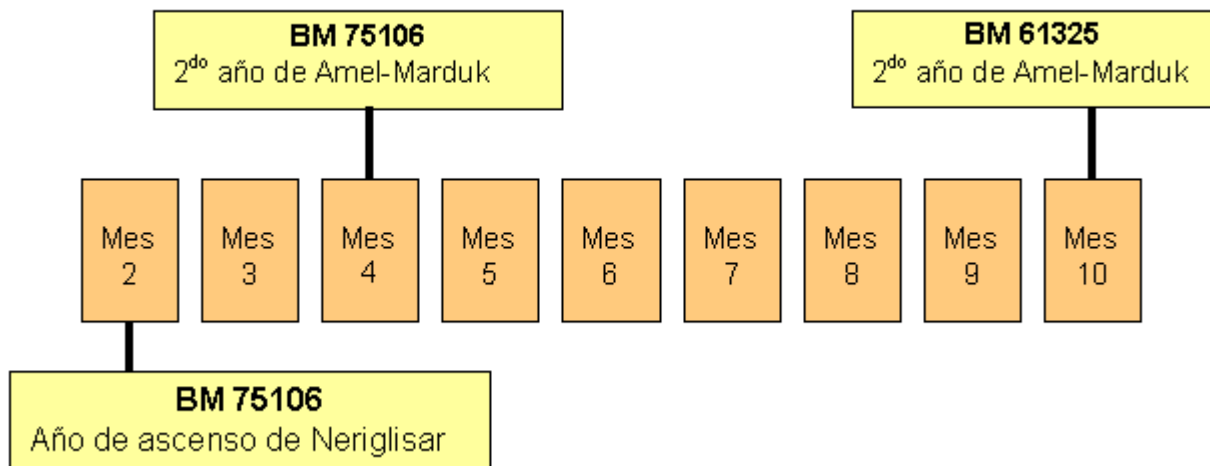 BM 75106
2do año de Amel-Marduk
BM 61325
2do año de Amel-Marduk
Mes
2
Mes
3
Mes
4
Mes
5
Mes
6
Mes
7
Mes
8
Mes
9
Mes
10
BM 75106
Año de ascenso de Neriglisar